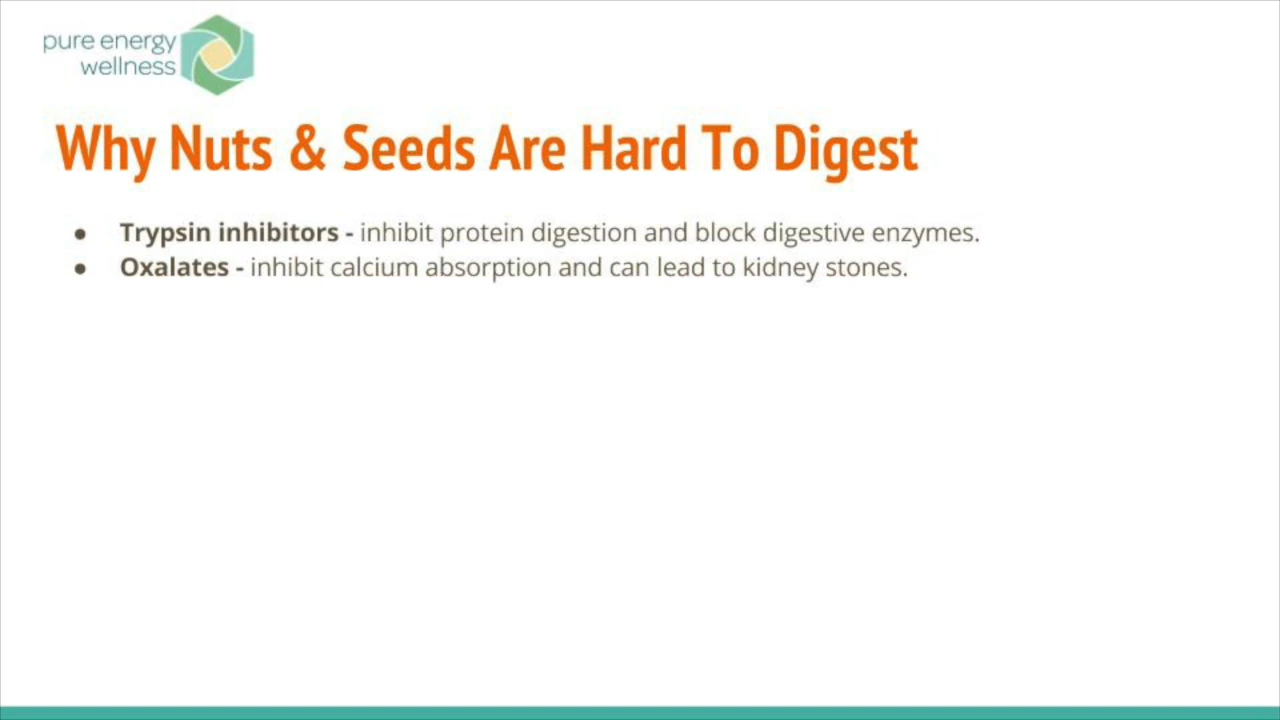 pure energy
wellness
Why Nuts & Seeds Are Hard To Digest
● Trypsin inhibitors - inhibit protein digestion and block digestive enzymes.
● Oxalates - inhibit calcium absorption and can lead to kidney stones.